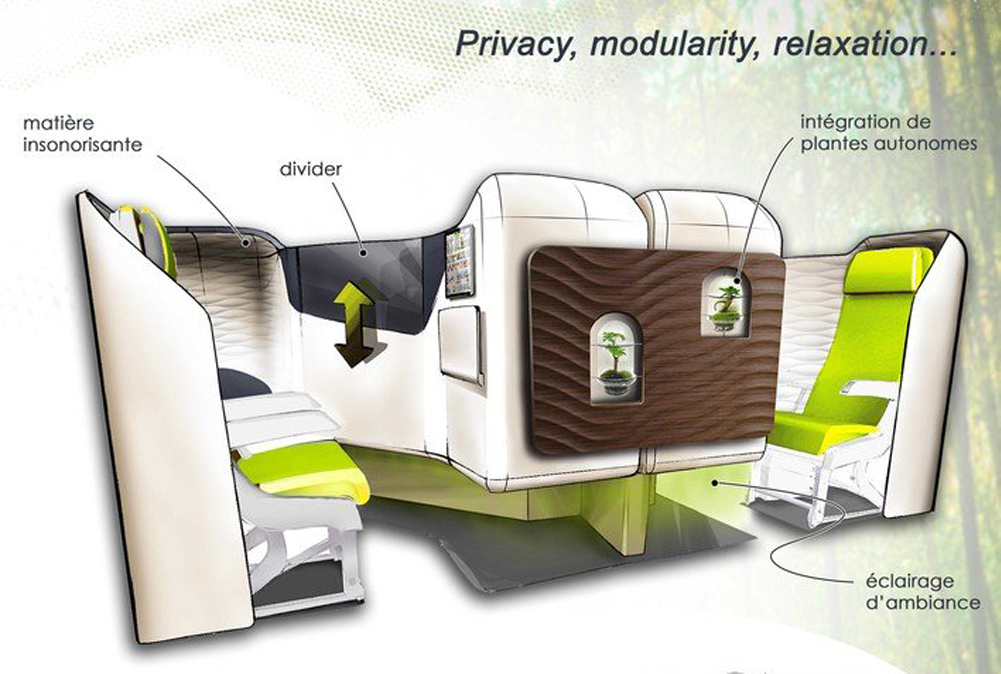 Privacy, modularity, relaxation...
matière
insonorisante
divider
intégration de
plantes autonomes
éclairage
d'ambiance